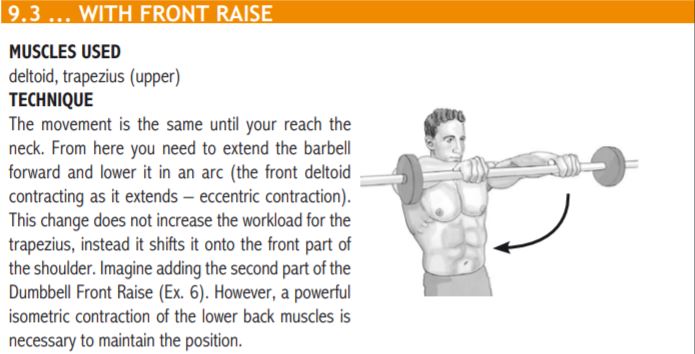 9.3 ... WITH FRONT RAISE
MUSCLES USED
deltoid, trapezius (upper)
TECHNIQUE
The movement is the same until your reach the
neck. From here you need to extend the barbell
forward and lower it in an arc (the front deltoid
contracting as it extends – eccentric contraction).
This change does not increase the workload for the
trapezius, instead it shifts it onto the front part of
the shoulder. Imagine adding the second part of the
Dumbbell Front Raise (Ex. 6). However, a powerful
isometric contraction of the lower back muscles is
necessary to maintain the position.